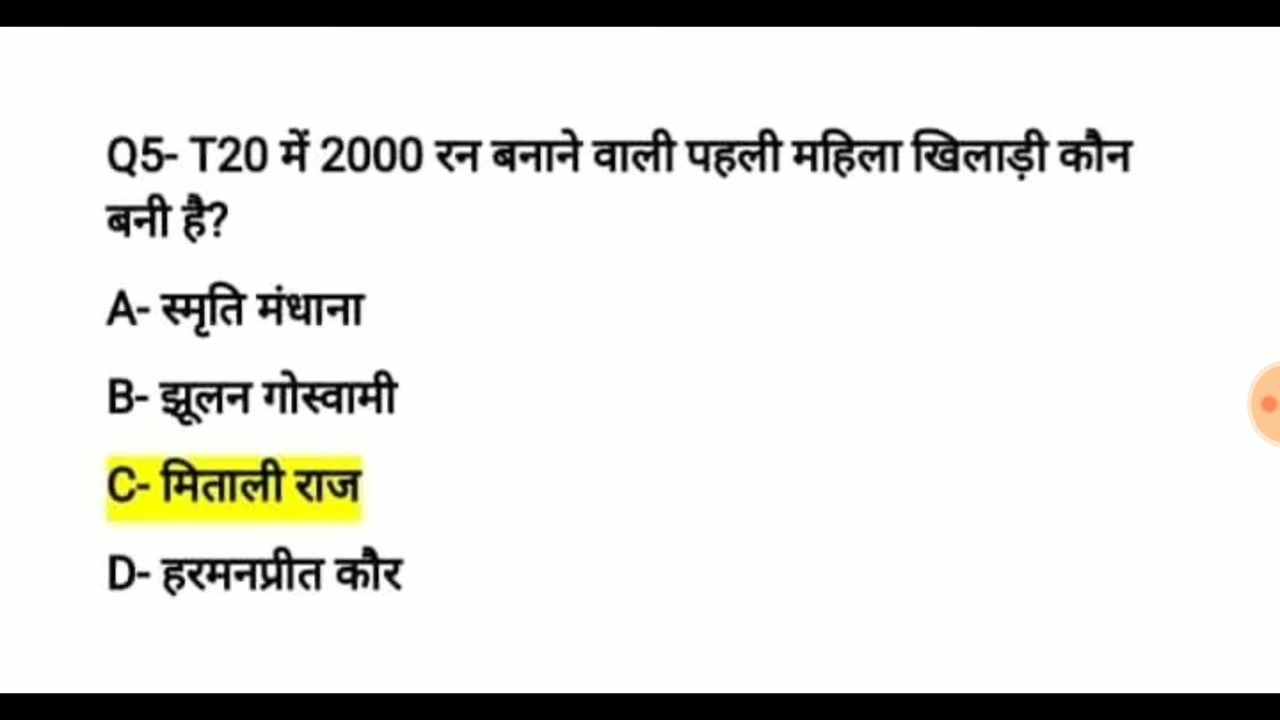 Q5- T20 में 2000 रन बनाने वाली पहली महिला खिलाड़ी कौन
बनी है?
A- स्मृति मंधाना
B- झूलन गोस्वामी
C- मिताली राज
D- हरमनप्रीत कौर